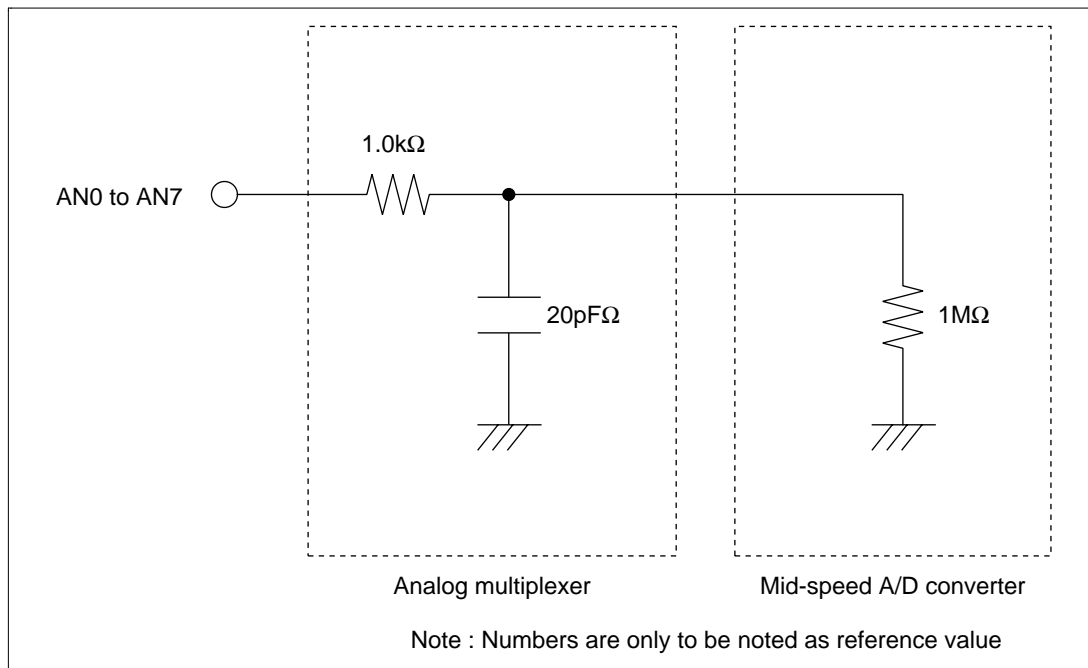 1.0kΩ
AN0 to AN7
20pFΩ
1MΩ
Analog multiplexer
Mid-speed A/D converter
Note : Numbers are only to be noted as reference value